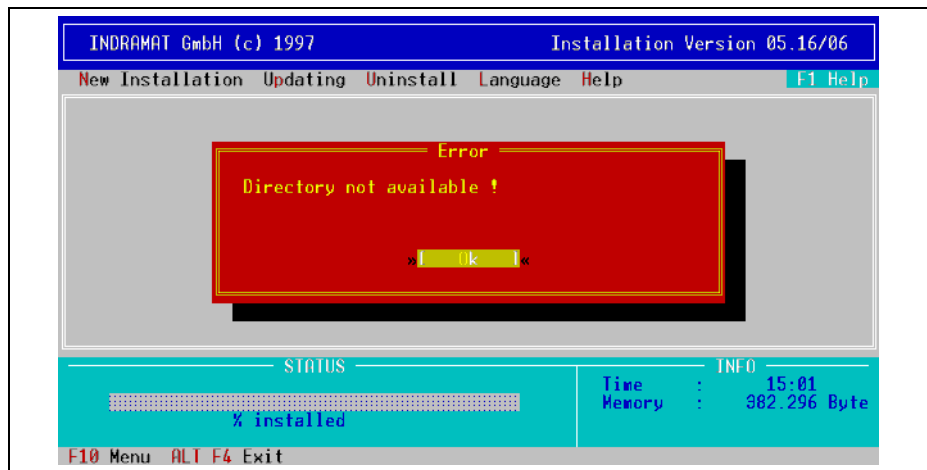 INDRAMAT GmbH (c) 1997 Installation Version 05.16/06
New Installation Updating Uninstall Language Help F1 Help
Error
Directory not available !
Ok
STATUS
INFO
Time : 15:01
Memory : 382.296 Byte
% installed
F10 Menu ALT F4 Exit